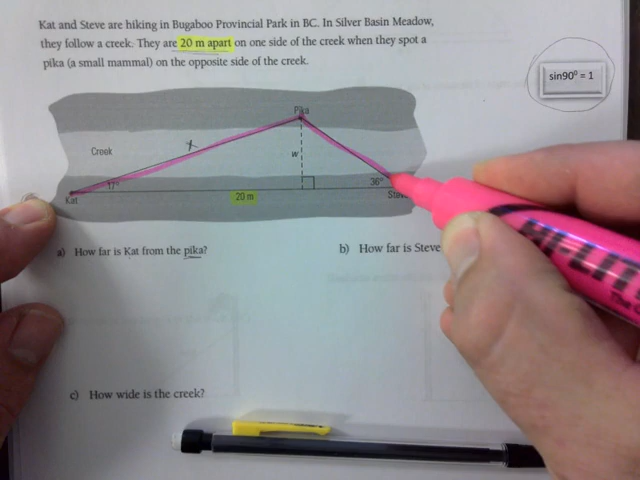 Kat and Steve are hiking in Bugaboo Provincial Park in BC. In Silver Basin Meadow,
they follow a creek. They are 20 m apart on one side of the creek when they spot a
pika (a small mammal) on the opposite side of the creek.
sin90° = 1
Pika
Creek
x
w
17°
36°
Kat
20 m
Steve
a) How far is Kat from the pika?
b) How far is Steve
c) How wide is the creek?